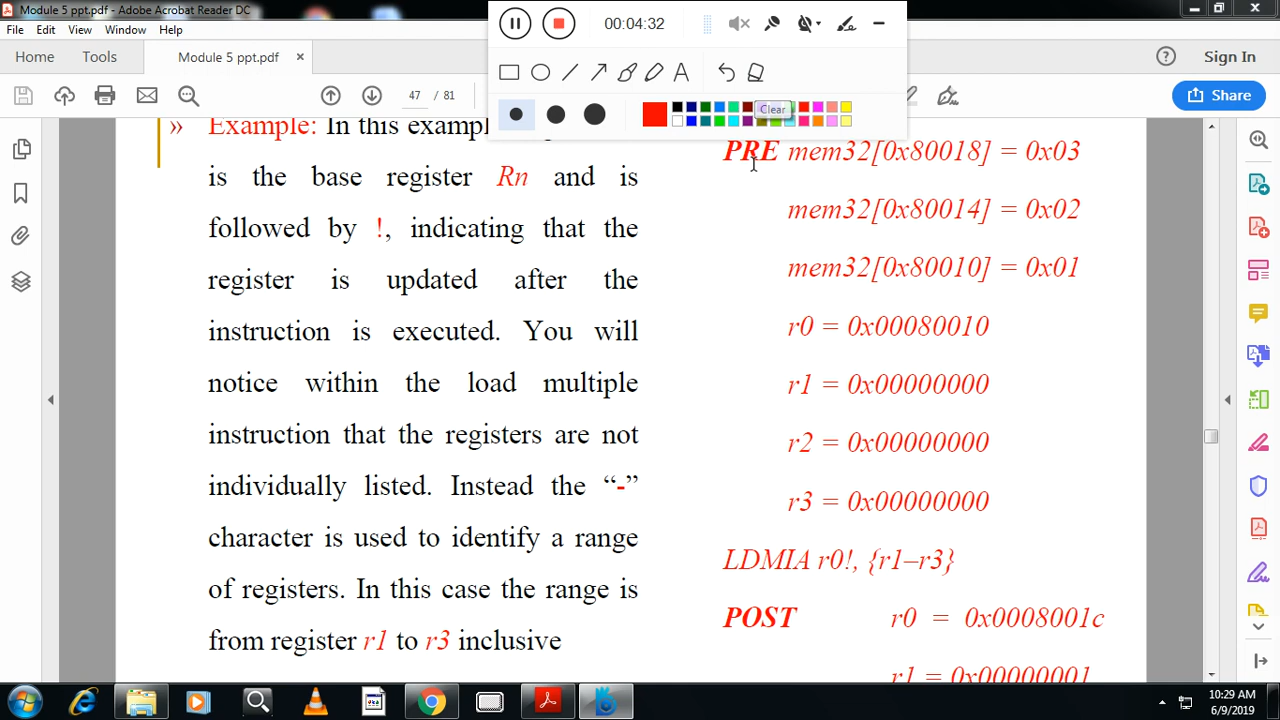 Module 5 ppt.pdf - Adobe Acrobat Reader DC
File Edit View Window Help
00:04:32
Home Tools
Module 5 ppt.pdf ×
? Sign In
47 / 81
Share
Clear
» Example: In this example
is the base register Rn and is
followed by !, indicating that the
register is updated after the
instruction is executed. You will
notice within the load multiple
instruction that the registers are not
individually listed. Instead the “-”
character is used to identify a range
of registers. In this case the range is
from register r1 to r3 inclusive
PRE mem32[0x80018] = 0x03
mem32[0x80014] = 0x02
mem32[0x80010] = 0x01
r0 = 0x00080010
r1 = 0x00000000
r2 = 0x00000000
r3 = 0x00000000
LDMIA r0!, {r1–r3}
POST r0 = 0x0008001c
r1 = 0x00000001
10:29 AM
6/9/2019